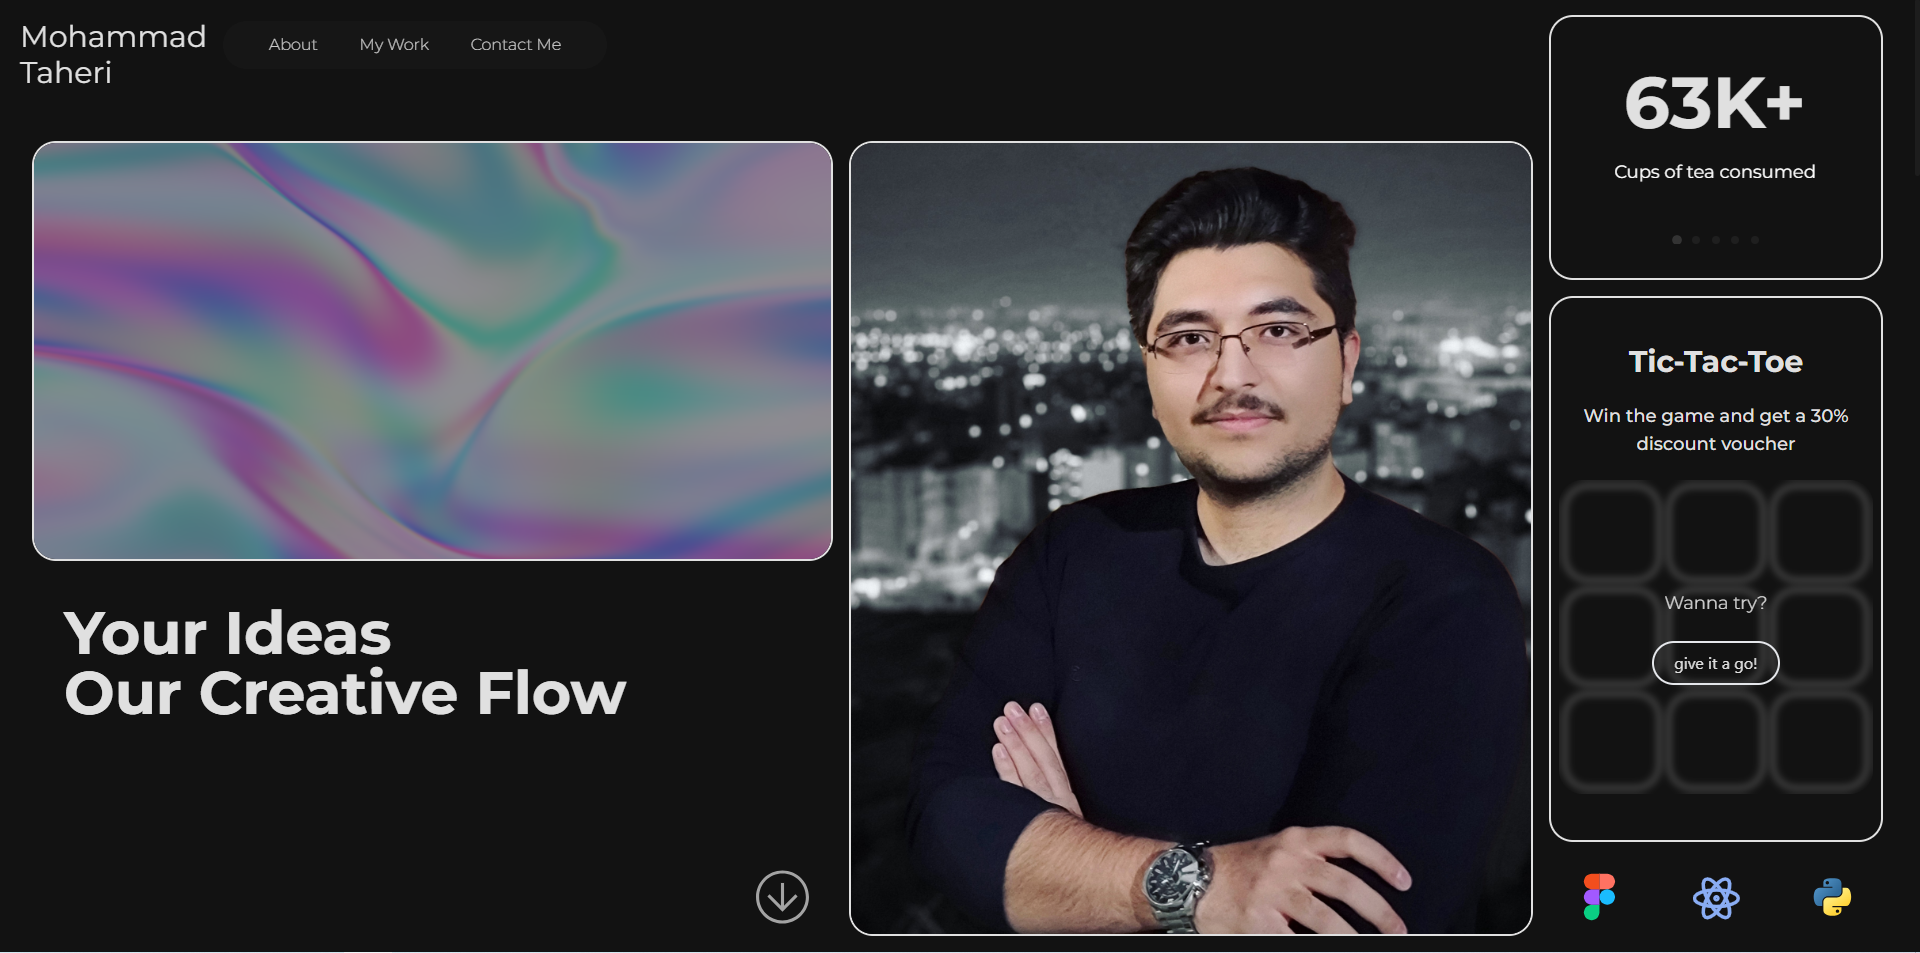 Mohammad
Taheri
About
My Work
Contact Me
63K+
Cups of tea consumed
Tic-Tac-Toe
Win the game and get a 30%
discount voucher
Wanna try?
give it a go!
Your Ideas
Our Creative Flow